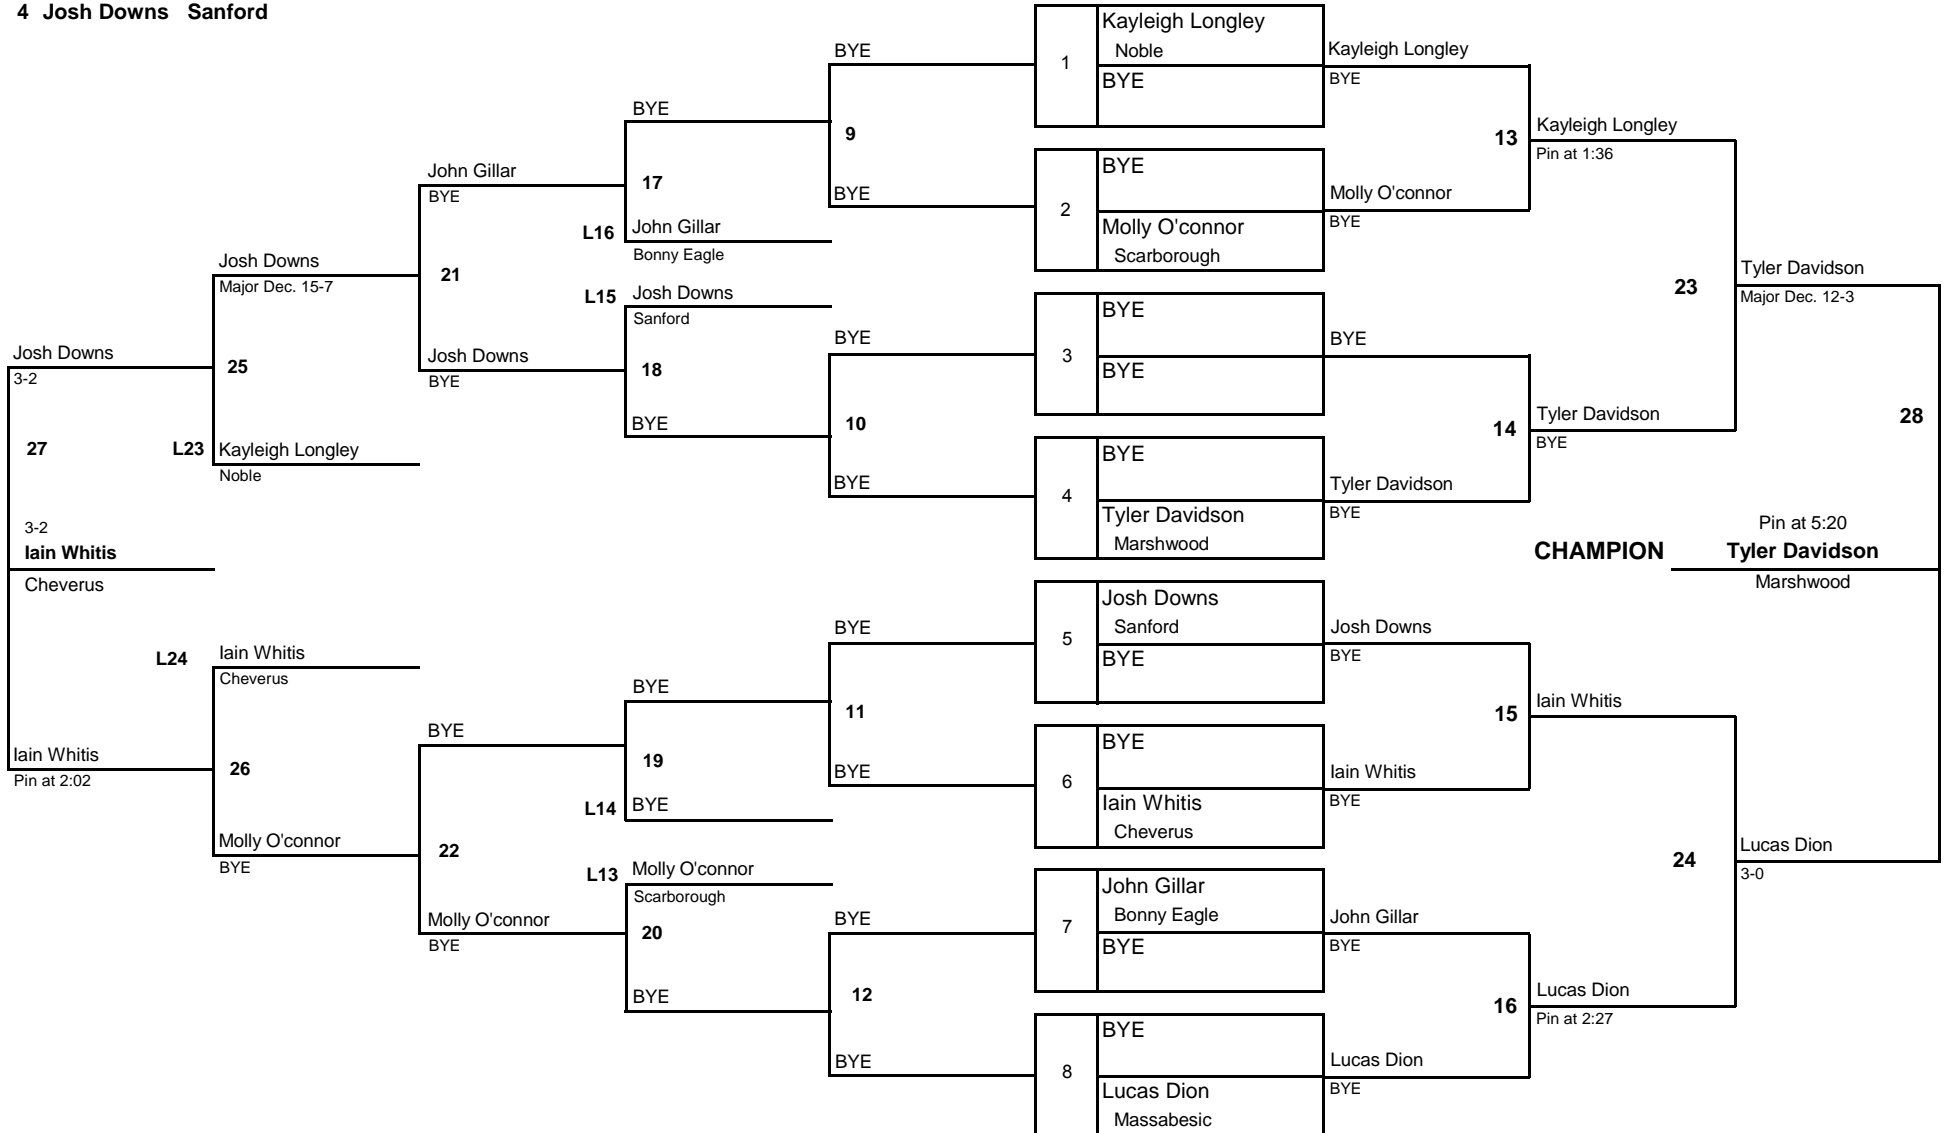 4 Josh Downs Sanford
Kayleigh Longley
BYE
1
Noble
Kayleigh Longley
BYE
BYE
BYE
9
13
Kayleigh Longley
Pin at 1:36
BYE
John Gillar
17
BYE
2
Molly O'connor
BYE
BYE
Molly O'connor
L16
John Gillar
Scarborough
Bonny Eagle
Josh Downs
21
Tyler Davidson
Major Dec. 15-7
23
Major Dec. 12-3
L15
Josh Downs
BYE
Sanford
BYE
BYE
Josh Downs
Josh Downs
3
3-2
25
BYE
18
BYE
BYE
10
14
Tyler Davidson
28
BYE
27
L23
Kayleigh Longley
BYE
Noble
BYE
4
Tyler Davidson
BYE
Tyler Davidson
3-2
Pin at 5:20
Iain Whitis
Marshwood
CHAMPION
Tyler Davidson
Cheverus
Marshwood
Josh Downs
BYE
5
Sanford
Josh Downs
L24
Iain Whitis
BYE
BYE
Cheverus
BYE
11
15
Iain Whitis
BYE
BYE
Iain Whitis
26
19
BYE
6
Iain Whitis
Pin at 2:02
L14
BYE
Iain Whitis
BYE
Cheverus
Molly O'connor
22
24
Lucas Dion
BYE
3-0
L13
Molly O'connor
John Gillar
Scarborough
Molly O'connor
BYE
7
Bonny Eagle
John Gillar
BYE
20
BYE
BYE
BYE
12
16
Lucas Dion
Pin at 2:27
BYE
BYE
8
Lucas Dion
Lucas Dion
BYE
Massabesic